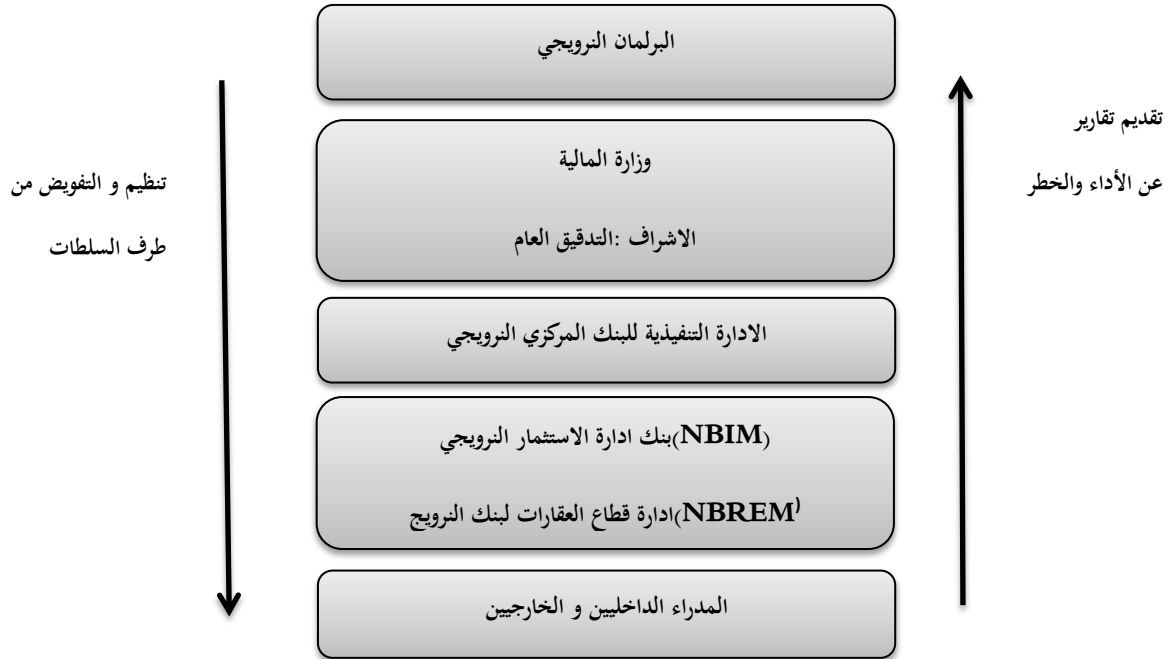 البرلمان النرويجي
تقديم تقارير
عن الأداء والخطر
وزارة المالية
الاشراف :التدقيق العام
تنظيم و التفويض من
طرف السلطات
الادارة التنفيذية للبنك المركزي النرويجي
(NBIM)بنك ادارة الاستثمار النرويجي
(NBREM)ادارة قطاع العقارات لبنك النرويج
المدراء الداخليين و الخارجيين